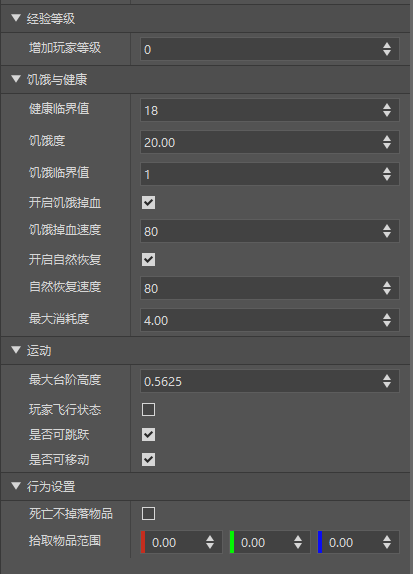 经验等级
增加玩家等级 0
饥饿与健康
健康临界值 18
饥饿度 20.00
饥饿临界值 1
开启饥饿掉血
饥饿掉血速度 80
开启自然恢复
自然恢复速度 80
最大消耗度 4.00
运动
最大台阶高度 0.5625
玩家飞行状态
是否可跳跃
是否可移动
行为设置
死亡不掉落物品
拾取物品范围 0.00 0.00 0.00